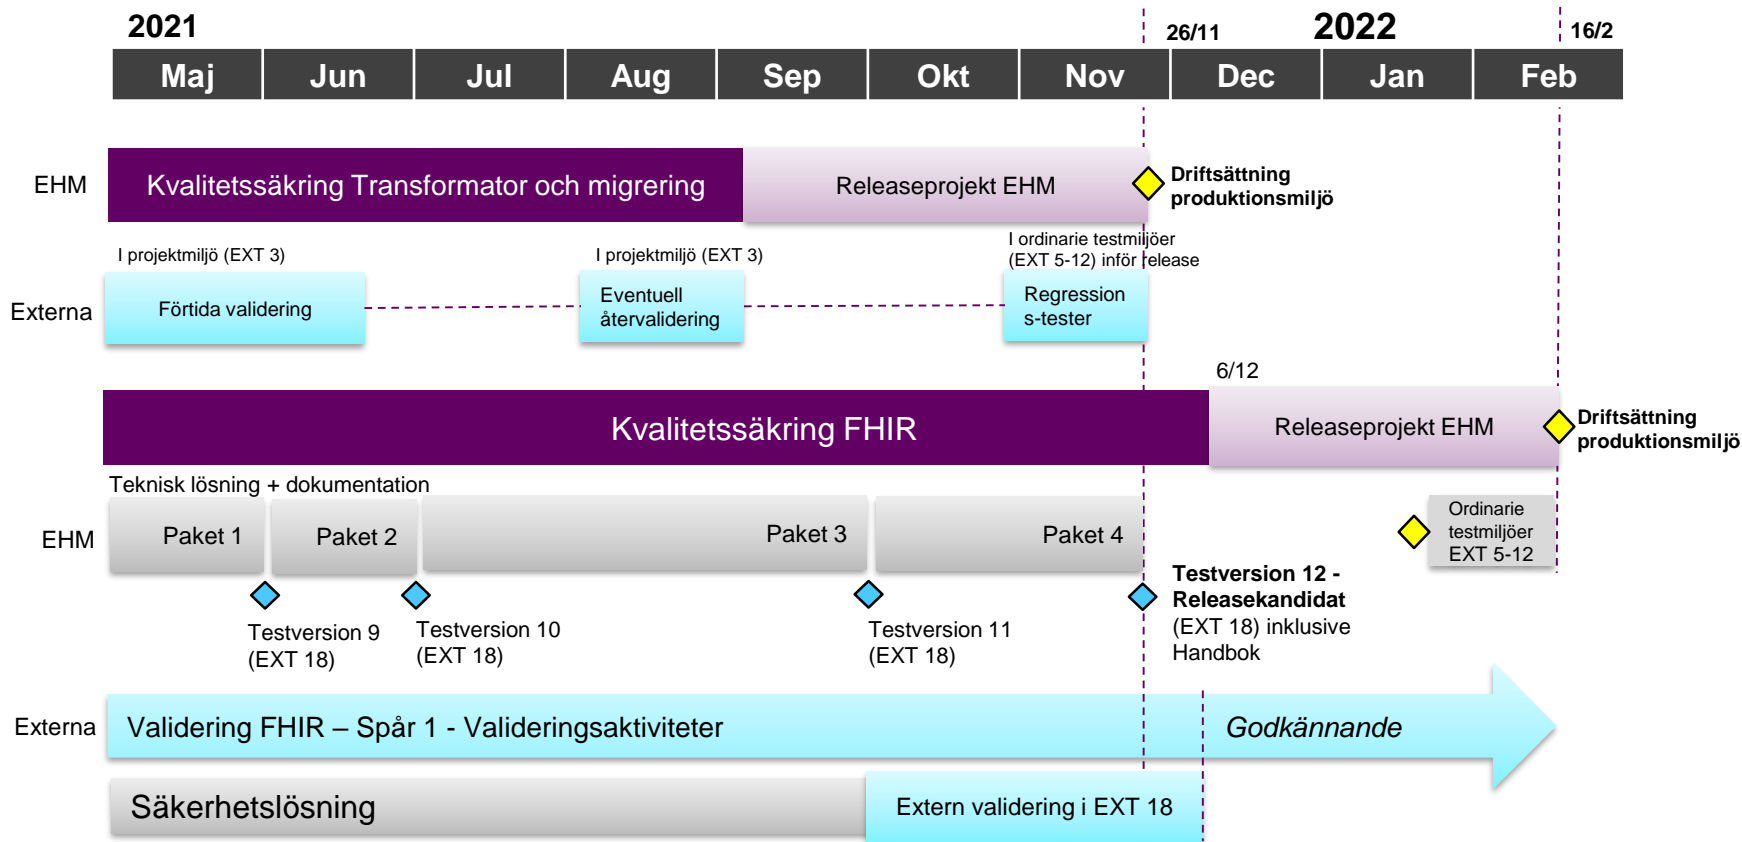 2021
26/11
2022
16/2
Maj Jun Jul Aug Sep Okt Nov Dec Jan Feb
EHM
Kvalitetssäkring Transformator och migrering
Releaseprojekt EHM
Driftsättning
produktionsmiljö
I projektmiljö (EXT 3)
I projektmiljö (EXT 3)
I ordinarie testmiljöer
(EXT 5-12) inför release
Externa
Förtida validering
Eventuell
återvalidering
Regression
s-tester
6/12
Kvalitetssäkring FHIR
Releaseprojekt EHM
Driftsättning
produktionsmiljö
Teknisk lösning + dokumentation
EHM
Paket 1
Paket 2
Paket 3
Paket 4
Ordinarie
testmiljöer
EXT 5-12
Testversion 9
(EXT 18)
Testversion 10
(EXT 18)
Testversion 11
(EXT 18)
Testversion 12 -
Releasekandidat
(EXT 18) inklusive
Handbok
Externa
Validering FHIR – Spår 1 - Valideringsaktiviteter
Godkännande
Säkerhetslösning
Extern validering i EXT 18